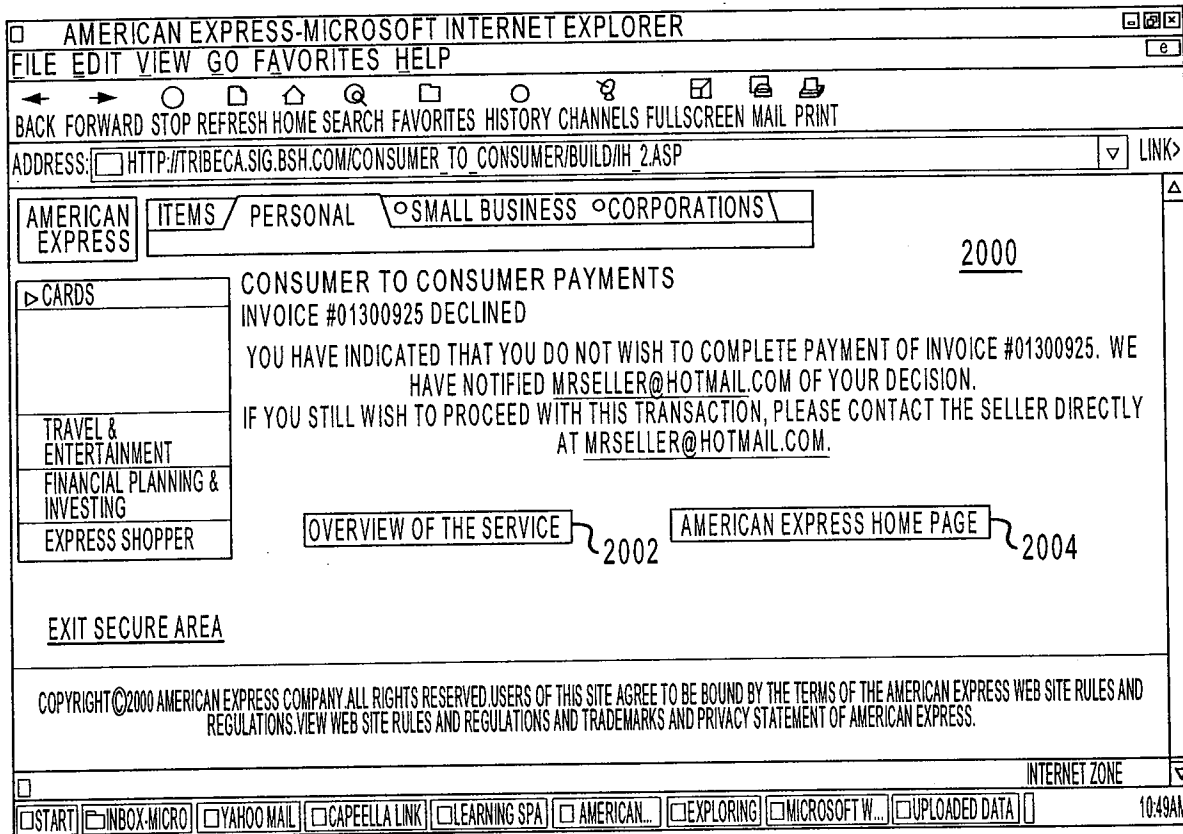 AMERICAN EXPRESS-MICROSOFT INTERNET EXPLORER
FILE EDIT VIEW GO FAVORITES HELP
e
BACK FORWARD STOP REFRESH HOME SEARCH FAVORITES HISTORY CHANNELS FULLSCREEN MAIL PRINT
ADDRESS: HTTP://TRIBECA.SIG.BSH.COM/CONSUMER_TO_CONSUMER/BUILD/IH_2.ASP LINK>
AMERICAN EXPRESS
ITEMS PERSONAL SMALL BUSINESS CORPORATIONS
2000
CARDS
TRAVEL &
ENTERTAINMENT
FINANCIAL PLANNING &
INVESTING
EXPRESS SHOPPER
CONSUMER TO CONSUMER PAYMENTS
INVOICE #01300925 DECLINED
YOU HAVE INDICATED THAT YOU DO NOT WISH TO COMPLETE PAYMENT OF INVOICE #01300925. WE
HAVE NOTIFIED MRSELLER@HOTMAIL.COM OF YOUR DECISION.
IF YOU STILL WISH TO PROCEED WITH THIS TRANSACTION, PLEASE CONTACT THE SELLER DIRECTLY
AT MRSELLER@HOTMAIL.COM.
OVERVIEW OF THE SERVICE 2002 AMERICAN EXPRESS HOME PAGE 2004
EXIT SECURE AREA
COPYRIGHT©2000 AMERICAN EXPRESS COMPANY.ALL RIGHTS RESERVED.USERS OF THIS SITE AGREE TO BE BOUND BY THE TERMS OF THE AMERICAN EXPRESS WEB SITE RULES AND
REGULATIONS.VIEW WEB SITE RULES AND REGULATIONS AND TRADEMARKS AND PRIVACY STATEMENT OF AMERICAN EXPRESS.
INTERNET ZONE
START INBOX-MICRO YAHOO MAIL CAPEELLA LINK LEARNING SPA AMERICAN... EXPLORING MICROSOFT W... UPLOADED DATA 10:49AM